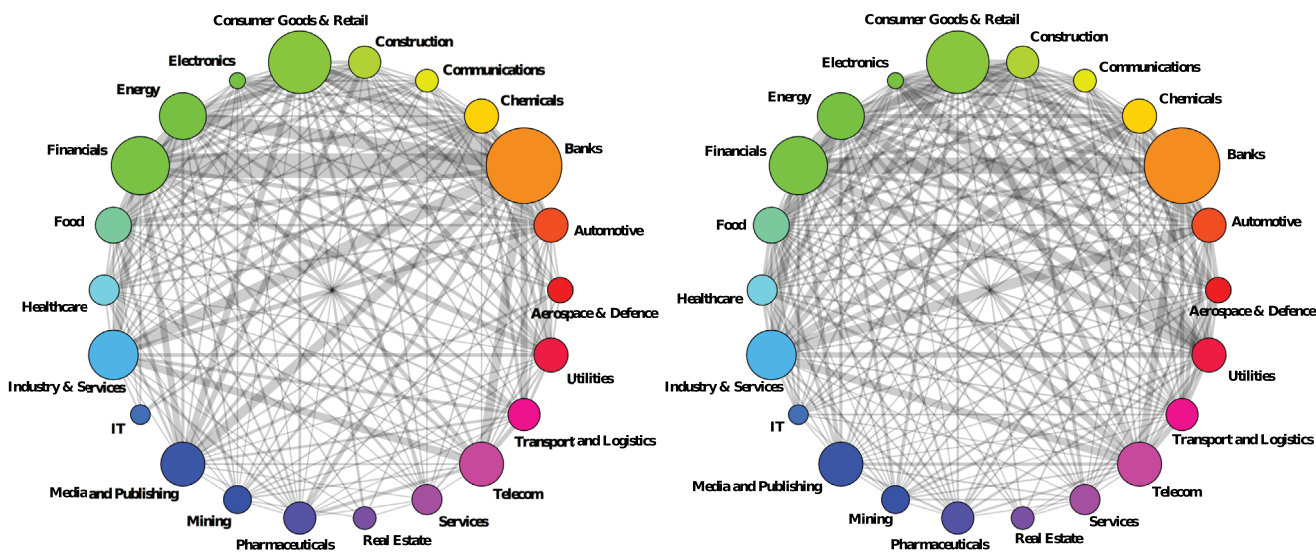 Consumer Goods & Retail
Construction
Electronics
Communications
Energy
Chemicals
Financials
Banks
Food
Automotive
Healthcare
Aerospace & Defence
Industry & Services
Utilities
IT
Transport and Logistics
Media and Publishing
Telecom
Mining
Services
Pharmaceuticals
Real Estate
Consumer Goods & Retail
Construction
Electronics
Communications
Energy
Chemicals
Financials
Banks
Food
Automotive
Healthcare
Aerospace & Defence
Industry & Services
Utilities
IT
Transport and Logistics
Media and Publishing
Telecom
Mining
Services
Pharmaceuticals
Real Estate